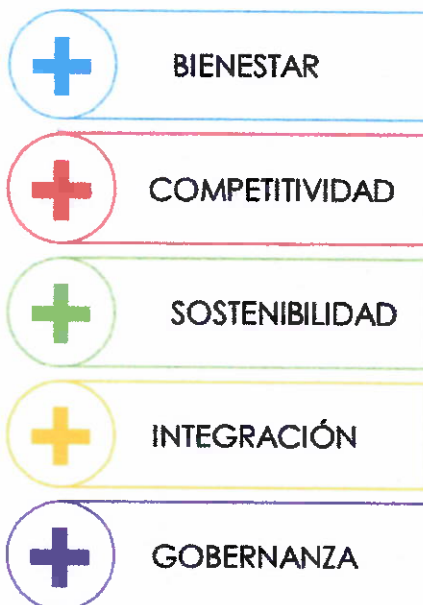 BIENESTAR
COMPETITIVIDAD
SOSTENIBILIDAD
INTEGRACIÓN
GOBERNANZA